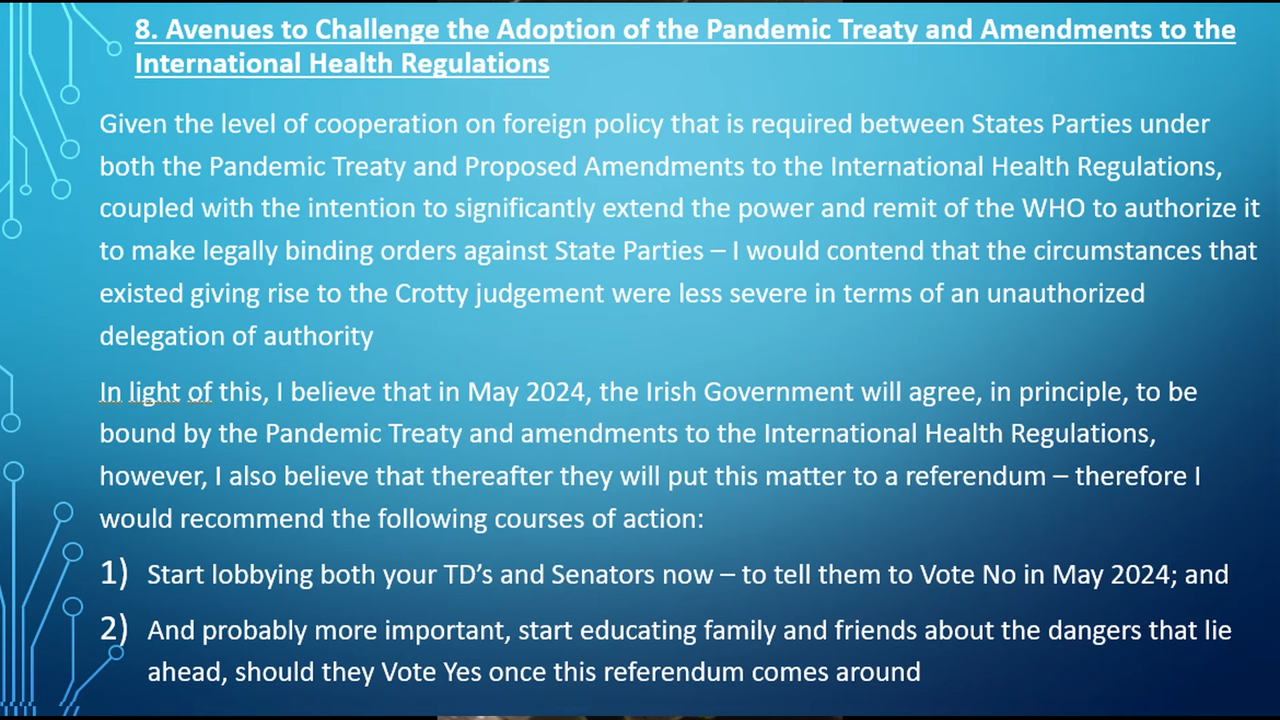 8. Avenues to Challenge the Adoption of the Pandemic Treaty and Amendments to the
International Health Regulations
Given the level of cooperation on foreign policy that is required between States Parties under
both the Pandemic Treaty and Proposed Amendments to the International Health Regulations,
coupled with the intention to significantly extend the power and remit of the WHO to authorize it
to make legally binding orders against State Parties – I would contend that the circumstances that
existed giving rise to the Crotty judgement were less severe in terms of an unauthorized
delegation of authority
In light of this, I believe that in May 2024, the Irish Government will agree, in principle, to be
bound by the Pandemic Treaty and amendments to the International Health Regulations,
however, I also believe that thereafter they will put this matter to a referendum – therefore I
would recommend the following courses of action:
1) Start lobbying both your TD’s and Senators now – to tell them to Vote No in May 2024; and
2) And probably more important, start educating family and friends about the dangers that lie
ahead, should they Vote Yes once this referendum comes around